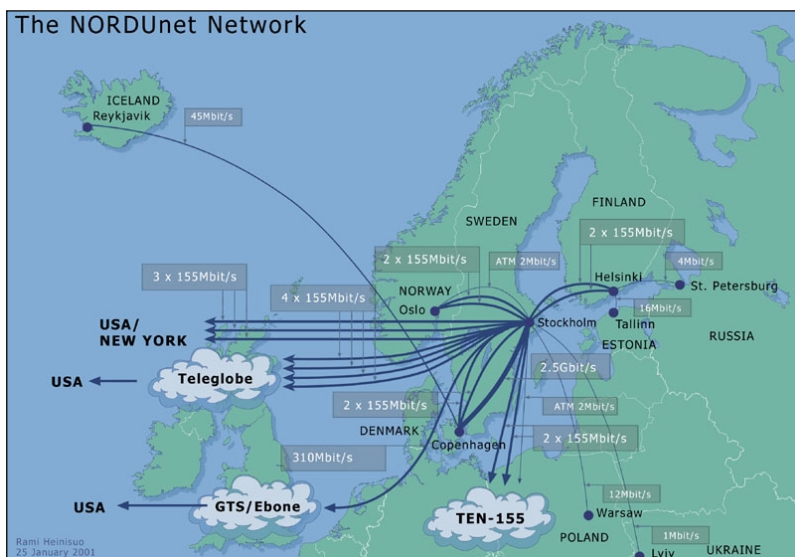 The NORDUnet Network
ICELAND
Reykjavik
45Mbit/s
FINLAND
SWEDEN
2 x 155Mbit/s
2 x 155Mbit/s
ATM 2Mbit/s
4Mbit/s
3 x 155Mbit/s
4 x 155Mbit/s
Helsinki
St. Petersburg
NORWAY
Oslo
16Mbit/s
USA/
NEW YORK
Stockholm
Tallinn
ESTONIA
RUSSIA
Teleglobe
USA
2.5Gbit/s
2 x 155Mbit/s
ATM 2Mbit/s
DENMARK
Copenhagen
2 x 155Mbit/s
310Mbit/s
12Mbit/s
USA
GTS/Ebone
TEN-155
Warsaw
POLAND
1Mbit/s
Rami Heinisuo
25 January 2001
Lviv
UKRAINE